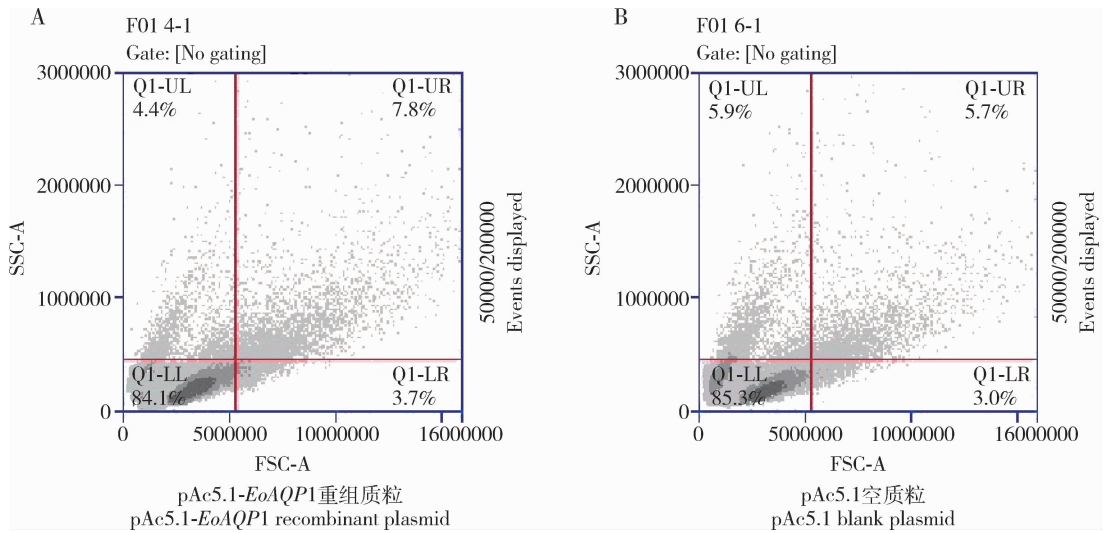 A
F01 4-1
Gate: [No gating]
3000000
2000000
1000000
0
SSC-A
Q1-UL
4.4%
Q1-UR
7.8%
Q1-LL
84.1%
Q1-LR
3.7%
50000/200000
Events displayed
0
5000000
10000000
16000000
FSC-A
pAc5.1-EoAQP1重组质粒
pAc5.1-EoAQP1 recombinant plasmid
B
F01 6-1
Gate: [No gating]
3000000
2000000
1000000
0
SSC-A
Q1-UL
5.9%
Q1-UR
5.7%
Q1-LL
85.3%
Q1-LR
3.0%
50000/200000
Events displayed
0
5000000
10000000
16000000
FSC-A
pAc5.1空质粒
pAc5.1 blank plasmid